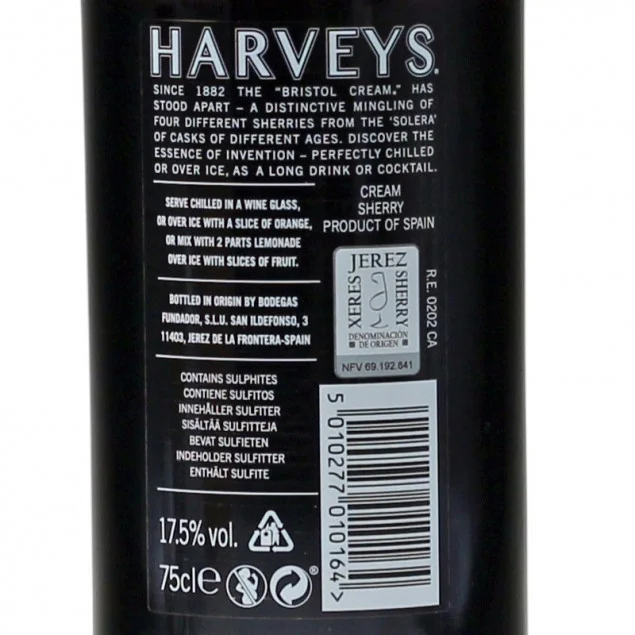 HARVEYS.
SINCE 1882 THE "BRISTOL CREAM." HAS
STOOD APART – A DISTINCTIVE MINGLING OF
FOUR DIFFERENT SHERRIES FROM THE 'SOLERA'
OF CASKS OF DIFFERENT AGES. DISCOVER THE
ESSENCE OF INVENTION – PERFECTLY CHILLED
OR OVER ICE, AS A LONG DRINK OR COCKTAIL.
SERVE CHILLED IN A WINE GLASS,
OR OVER ICE WITH A SLICE OF ORANGE,
OR MIX WITH 2 PARTS LEMONADE
OVER ICE WITH SLICES OF FRUIT.
BOTTLED IN ORIGIN BY BODEGAS
FUNDADOR, S.L.U. SAN ILDEFONSO, 3
11403, JEREZ DE LA FRONTERA-SPAIN
CONTAINS SULPHITES
CONTIENE SULFITOS
INNEHÅLLER SULFITER
SISÄLTÄÄ SULFITTEJA
BEVAT SULFIETEN
INDEHOLDER SULFITTER
ENTHÄLT SULFITE
17.5% vol.
75cl e
CREAM
SHERRY
PRODUCT OF SPAIN
JEREZ
XERES
SHERRY
DENOMINACIÓN
DE ORIGEN
NFV 69.192.641
R.E. 0202 CA
5 010277 010164 >